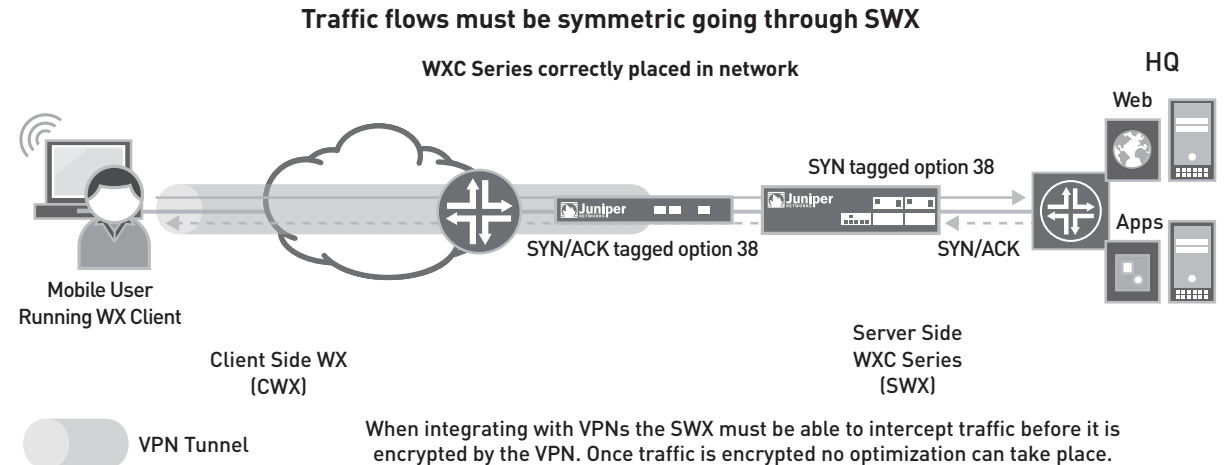 Traffic flows must be symmetric going through SWX
WXC Series correctly placed in network
HQ
Web
SYN tagged option 38
Juniper
NETWORKS
Juniper
NETWORKS
Apps
SYN/ACK tagged option 38
SYN/ACK
Mobile User
Running WX Client
Client Side WX
(CWX)
Server Side
WXC Series
(SWX)
VPN Tunnel
When integrating with VPNs the SWX must be able to intercept traffic before it is
encrypted by the VPN. Once traffic is encrypted no optimization can take place.